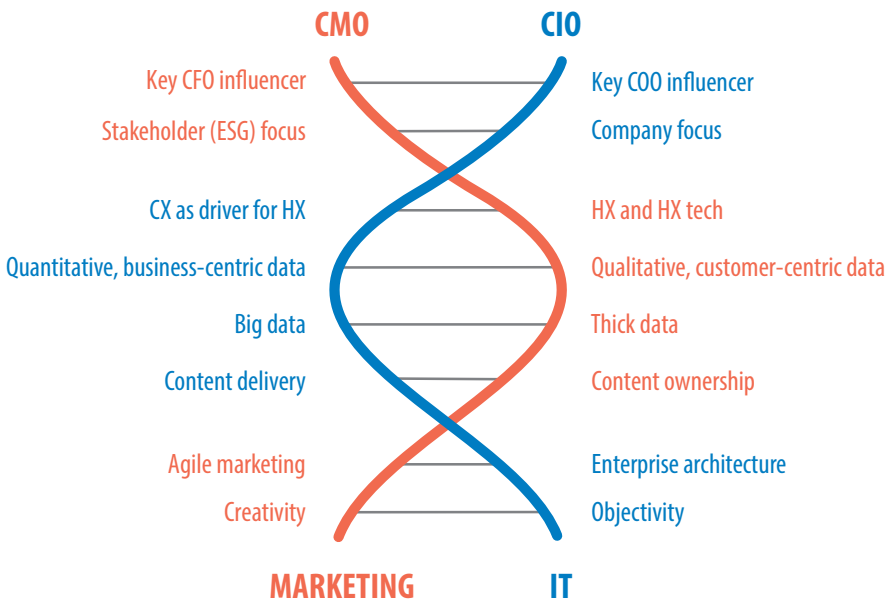 CMO CIO
Key CFO influencer Key COO influencer
Stakeholder (ESG) focus Company focus
CX as driver for HX HX and HX tech
Quantitative, business-centric data Qualitative, customer-centric data
Big data Thick data
Content delivery Content ownership
Agile marketing Enterprise architecture
Creativity Objectivity
MARKETING IT